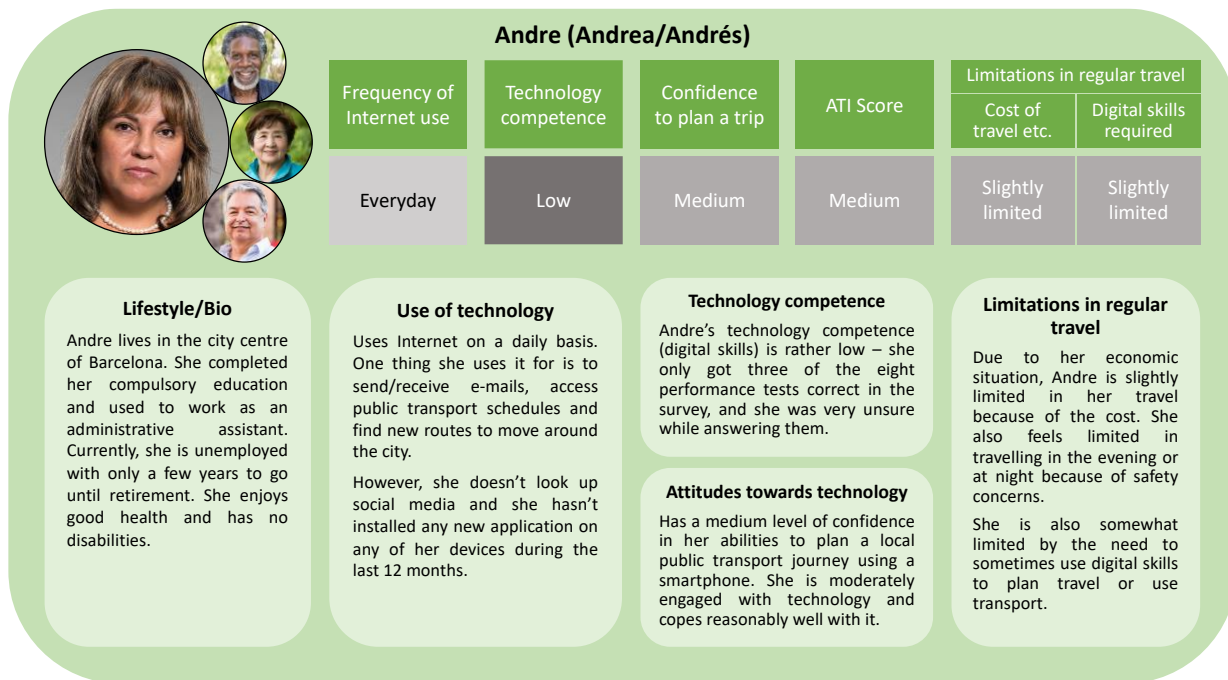 Andre (Andrea/Andrés)
Frequency of
Internet use
Technology
competence
Confidence
to plan a trip
ATI Score
Limitations in regular travel
Cost of
travel etc.
Digital skills
required
Everyday
Low
Medium
Medium
Slightly
limited
Slightly
limited
Lifestyle/Bio
Andre lives in the city centre
of Barcelona. She completed
her compulsory education
and used to work as an
administrative assistant.
Currently, she is unemployed
with only a few years to go
until retirement. She enjoys
good health and has no
disabilities.
Use of technology
Uses Internet on a daily basis.
One thing she uses it for is to
send/receive e-mails, access
public transport schedules and
find new routes to move around
the city.
However, she doesn't look up
social media and she hasn't
installed any new application on
any of her devices during the
last 12 months.
Technology competence
Andre's technology competence
(digital skills) is rather low – she
only got three of the eight
performance tests correct in the
survey, and she was very unsure
while answering them.
Attitudes towards technology
Has a medium level of confidence
in her abilities to plan a local
public transport journey using a
smartphone. She is moderately
engaged with technology and
copes reasonably well with it.
Limitations in regular
travel
Due to her economic
situation, Andre is slightly
limited in her travel
because of the cost. She
also feels limited in
travelling in the evening or
at night because of safety
concerns.
She is also somewhat
limited by the need to
sometimes use digital skills
to plan travel or use
transport.